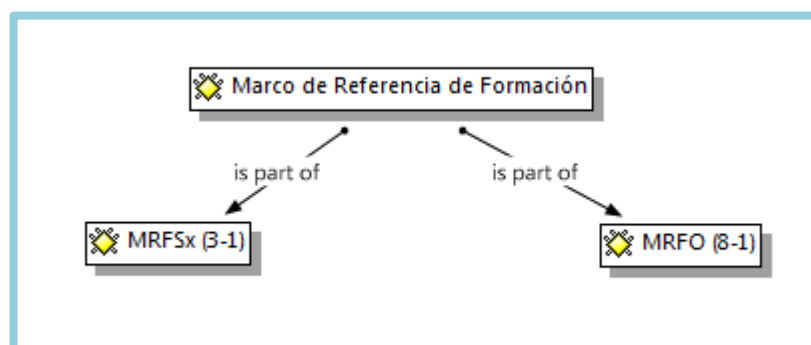 Marco de Referencia de Formación
is part of
is part of
MRFSx (3-1)
MRFO (8-1)